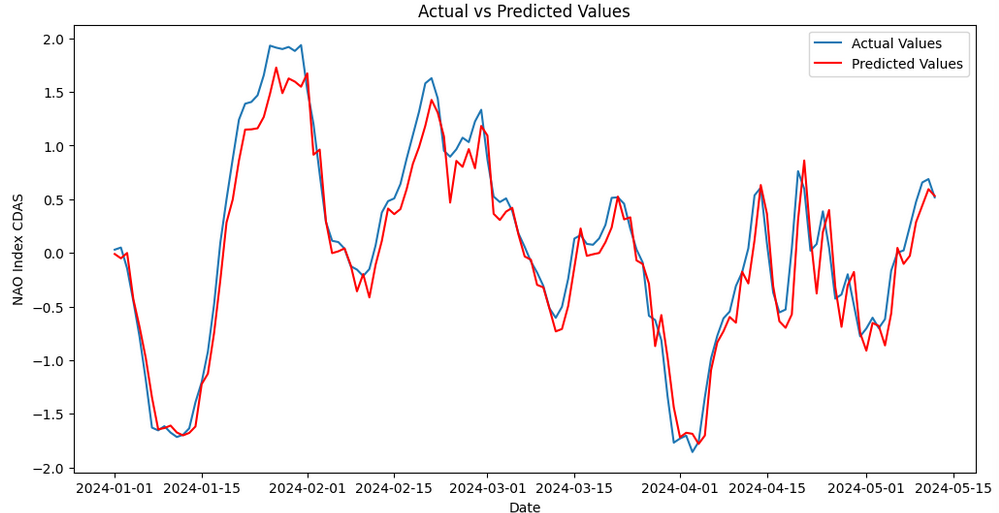 Actual vs Predicted Values
Actual Values
Predicted Values
2.0
1.5
1.0
0.5
0.0
−0.5
−1.0
−1.5
−2.0
NAO Index CDAS
2024-01-01 2024-01-15 2024-02-01 2024-02-15 2024-03-01 2024-03-15 2024-04-01 2024-04-15 2024-05-01 2024-05-15
Date